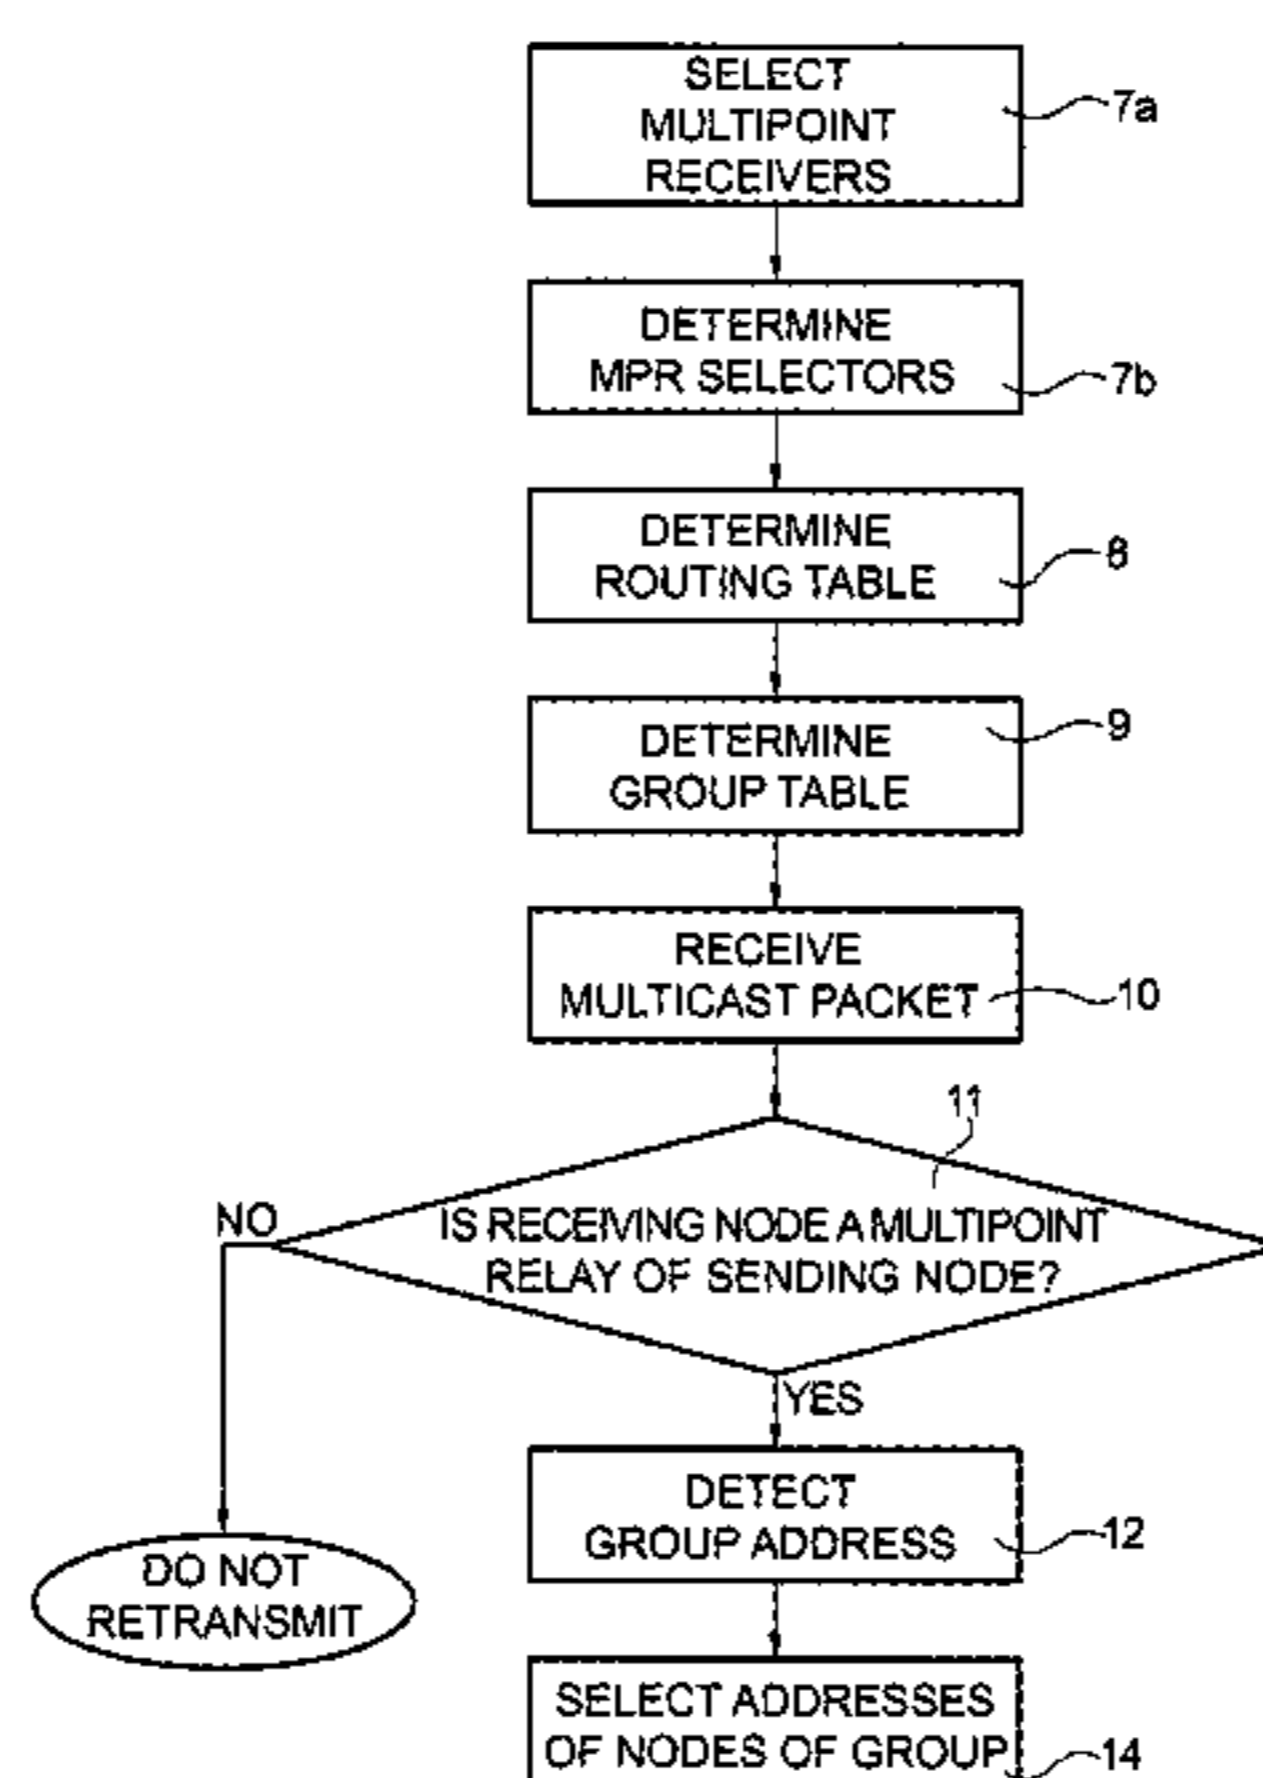 SELECT
MULTIPOINT
RECEIVERS
7a
DETERMINE
MPR SELECTORS
7b
DETERMINE
ROUTING TABLE
8
DETERMINE
GROUP TABLE
9
RECEIVE
MULTICAST PACKET
10
11
NO
IS RECEIVING NODE A MULTIPOINT
RELAY OF SENDING NODE?
YES
DETECT
GROUP ADDRESS
12
DO NOT
RETRANSMIT
SELECT ADDRESSES
OF NODES OF GROUP
14